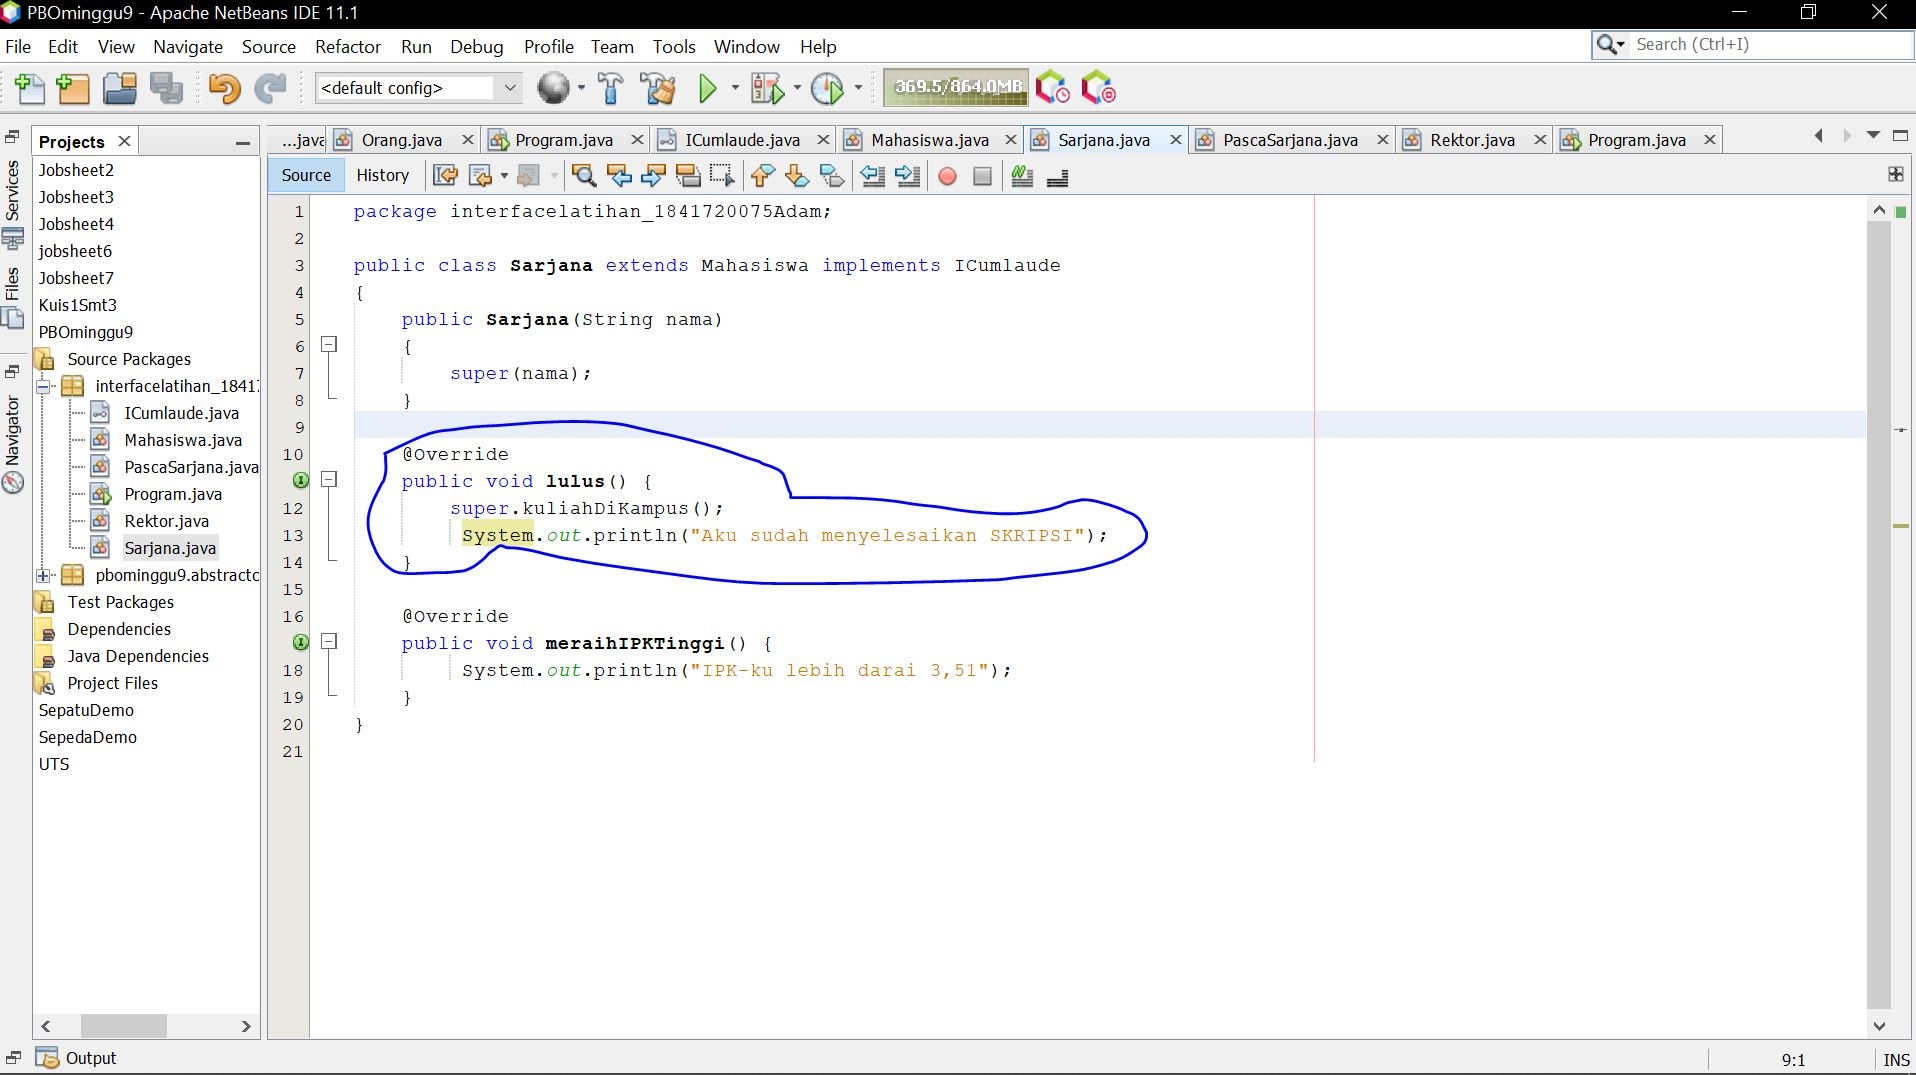 PBOminggu9 - Apache NetBeans IDE 11.1
File Edit View Navigate Source Refactor Run Debug Profile Team Tools Window Help
Search (Ctrl+I)
<default config>
369.5/864.0MB
Services
Files
Navigator
Projects
Jobsheet2
Jobsheet3
Jobsheet4
jobsheet6
Jobsheet7
Kuis1Smt3
PBOminggu9
Source Packages
interfacelatihan_1841
ICumlaude.java
Mahasiswa.java
PascaSarjana.java
Program.java
Rektor.java
Sarjana.java
pbominggu9.abstractc
Test Packages
Dependencies
Java Dependencies
Project Files
SepatuDemo
SepedaDemo
UTS
...java Orang.java Program.java ICumlaude.java Mahasiswa.java Sarjana.java PascaSarjana.java Rektor.java Program.java
Source History
1 package interfacelatihan_1841720075Adam;
2
3 public class Sarjana extends Mahasiswa implements ICumlaude
4 {
5 public Sarjana(String nama)
6 {
7 super(nama);
8 }
9
10 @Override
public void lulus() {
12 super.kuliahDiKampus();
13 System.out.println("Aku sudah menyelesaikan SKRIPSI");
14 }
15
16 @Override
public void meraihIPKTinggi() {
18 System.out.println("IPK-ku lebih darai 3,51");
19 }
20 }
21
Output
9:1 INS